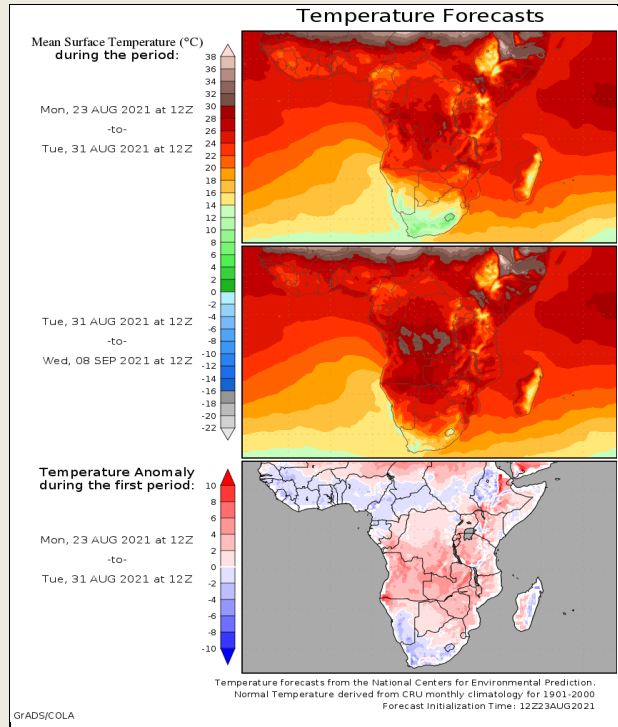 Temperature Forecasts
Mean Surface Temperature (°C)
during the period:
Mon, 23 AUG 2021 at 12Z
-to-
Tue, 31 AUG 2021 at 12Z
38
36
34
32
30
28
26
24
22
20
18
16
14
12
10
8
6
4
2
0
-2
-4
-6
-8
-10
-12
-14
-16
-18
-20
-22
Tue, 31 AUG 2021 at 12Z
-to-
Wed, 08 SEP 2021 at 12Z
Temperature Anomaly
during the first period:
Mon, 23 AUG 2021 at 12Z
-to-
Tue, 31 AUG 2021 at 12Z
10
8
6
4
2
0
-2
-4
-6
-8
-10
Temperature forecasts from the National Centers for Environmental Prediction.
Normal Temperature derived from CRU monthly climatology for 1901-2000
Forecast Initialization Time: 12Z23AUG2021
GrADS/COLA